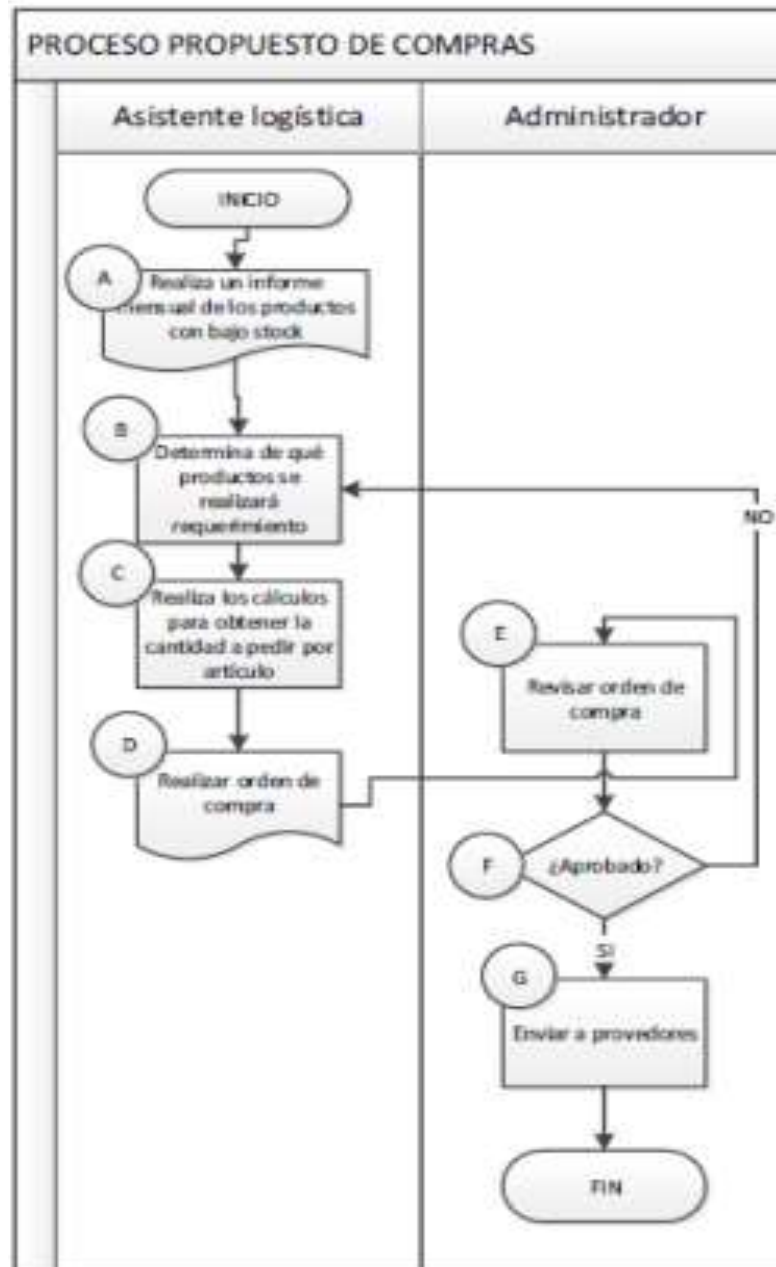 PROCESO PROPUESTO DE COMPRAS
Asistente logística
Administrador
INICIO
A
Realiza un informe
mensual de los productos
con bajo stock
B
Determina de qué
productos se
realizará
requerimiento
C
Realiza los cálculos
para obtener la
cantidad a pedir por
artículo
D
Realizar orden de
compra
E
Revisar orden de
compra
F
¿Aprobado?
NO
SI
G
Enviar a provedores
FIN